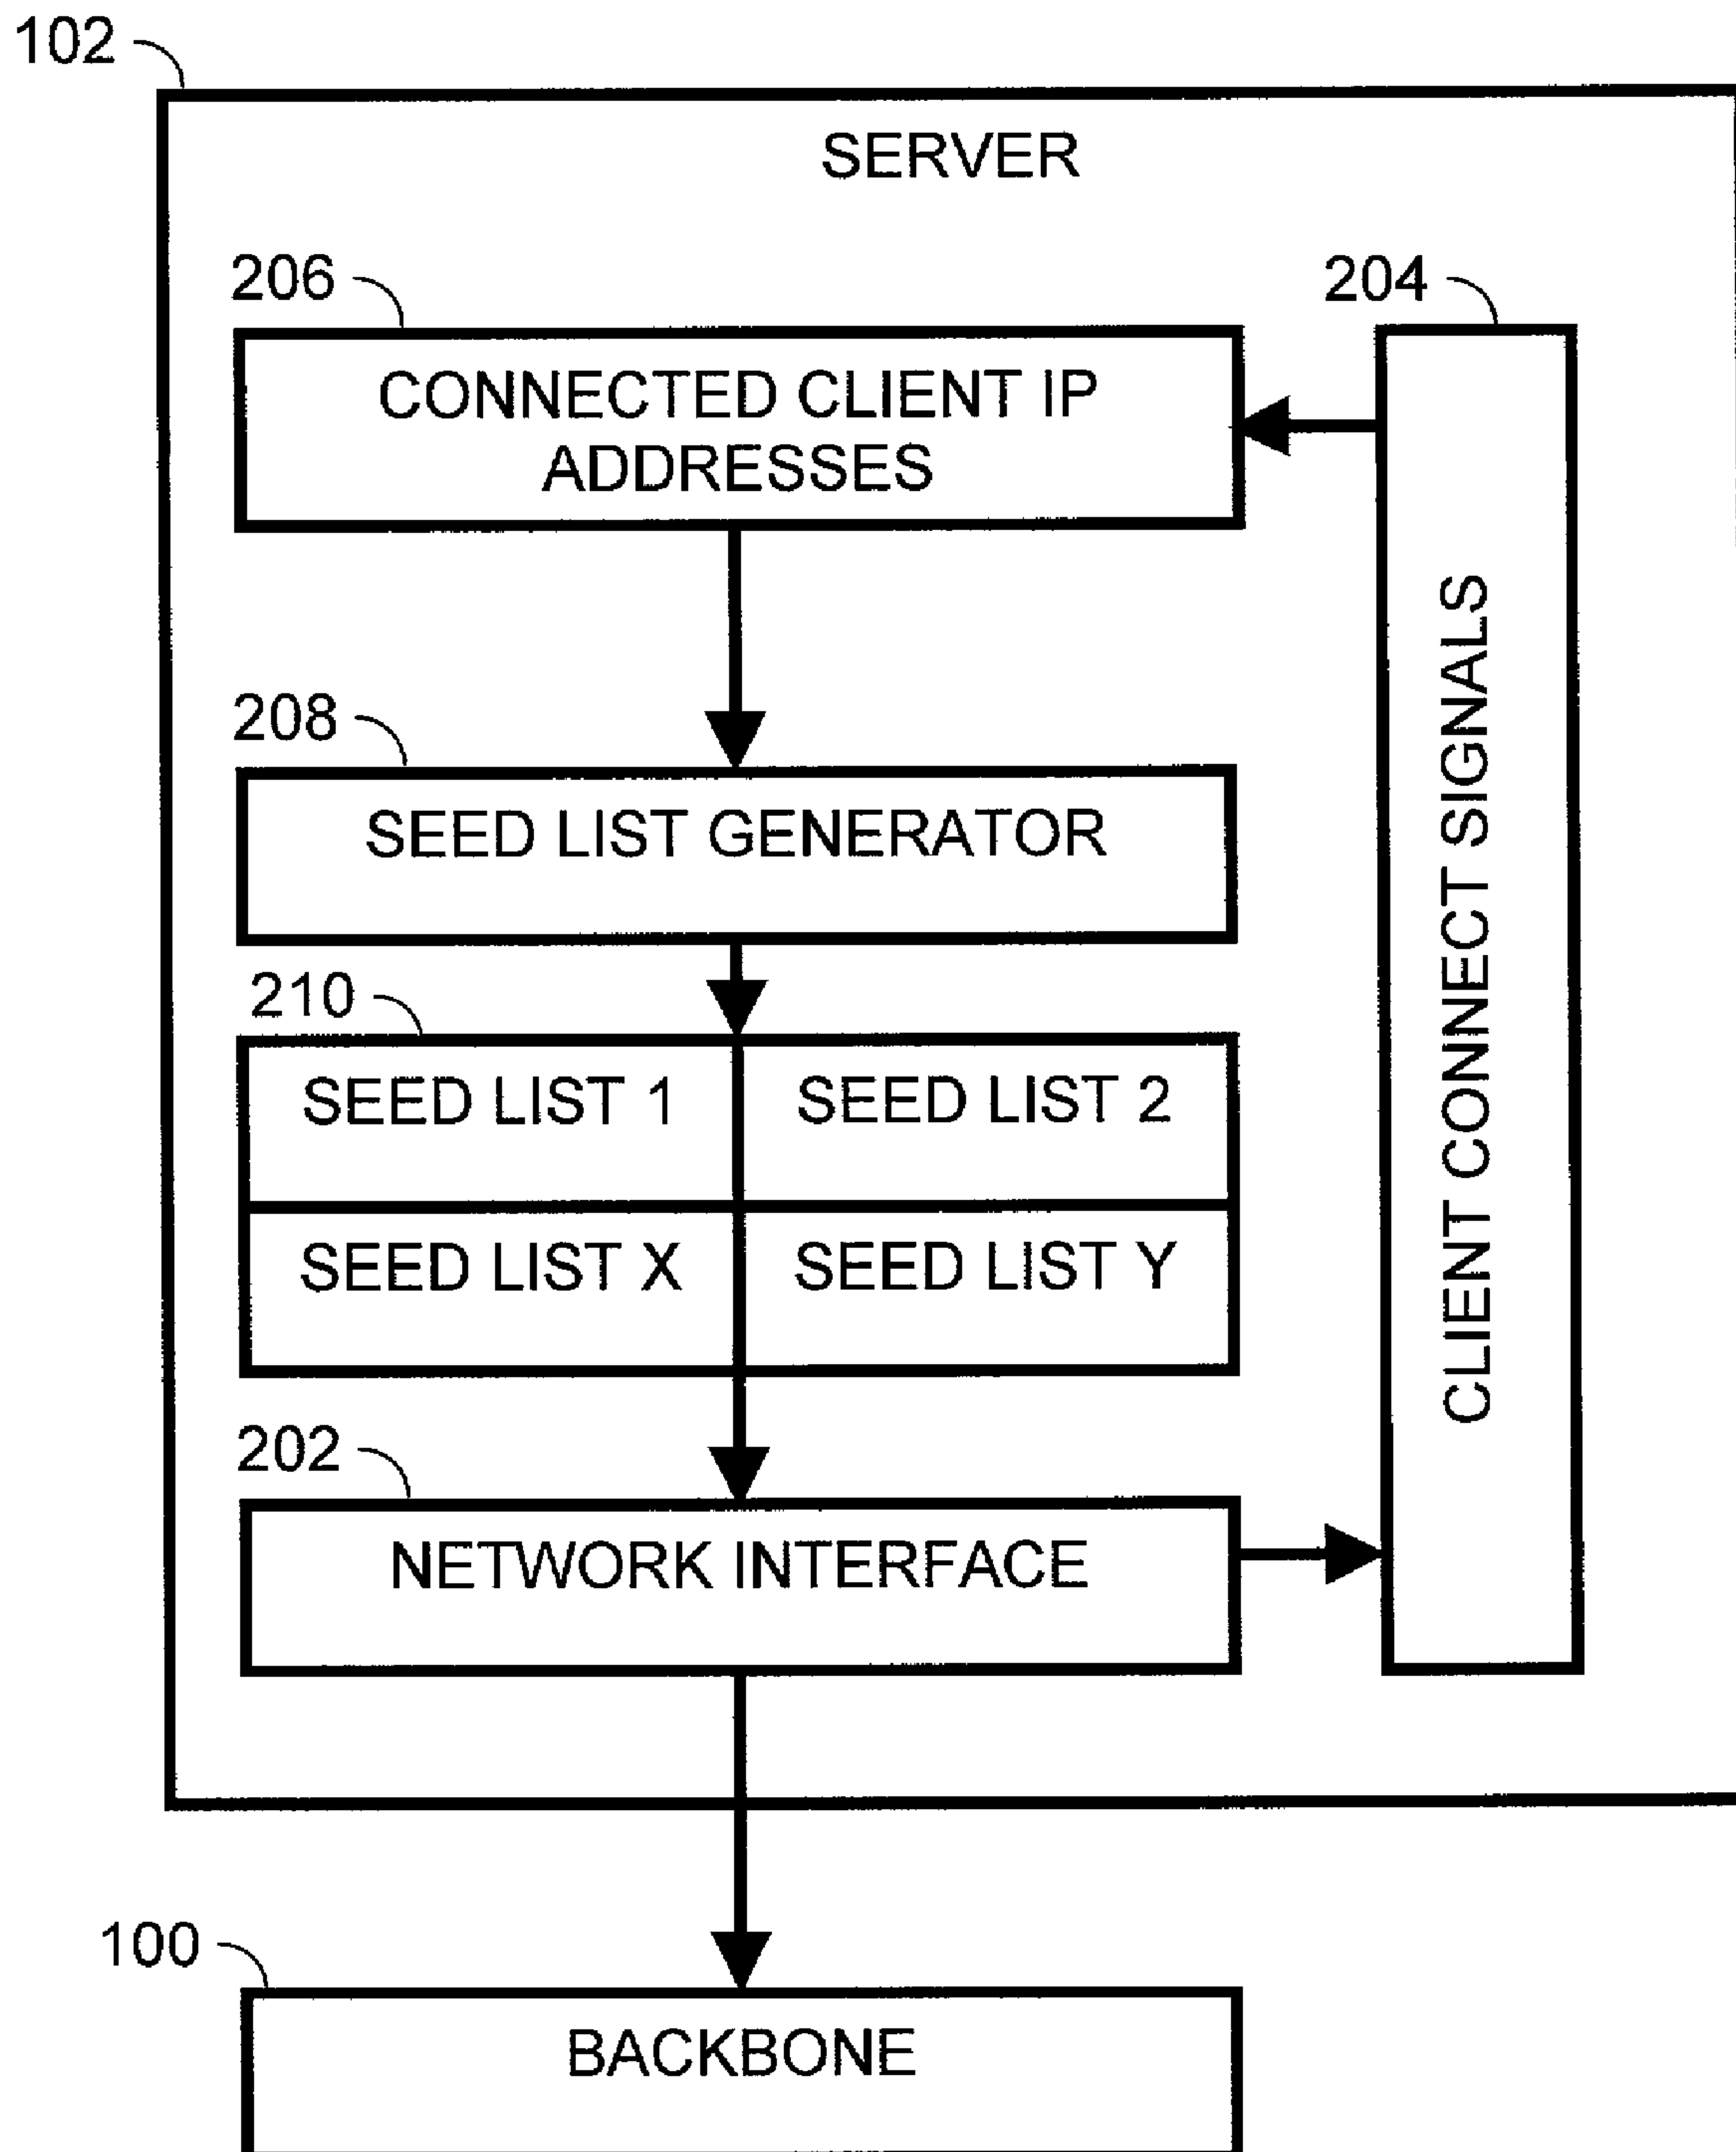 102
SERVER
206
204
CONNECTED CLIENT IP
ADDRESSES
CLIENT CONNECT SIGNALS
208
SEED LIST GENERATOR
210
SEED LIST 1
SEED LIST 2
SEED LIST X
SEED LIST Y
202
NETWORK INTERFACE
100
BACKBONE